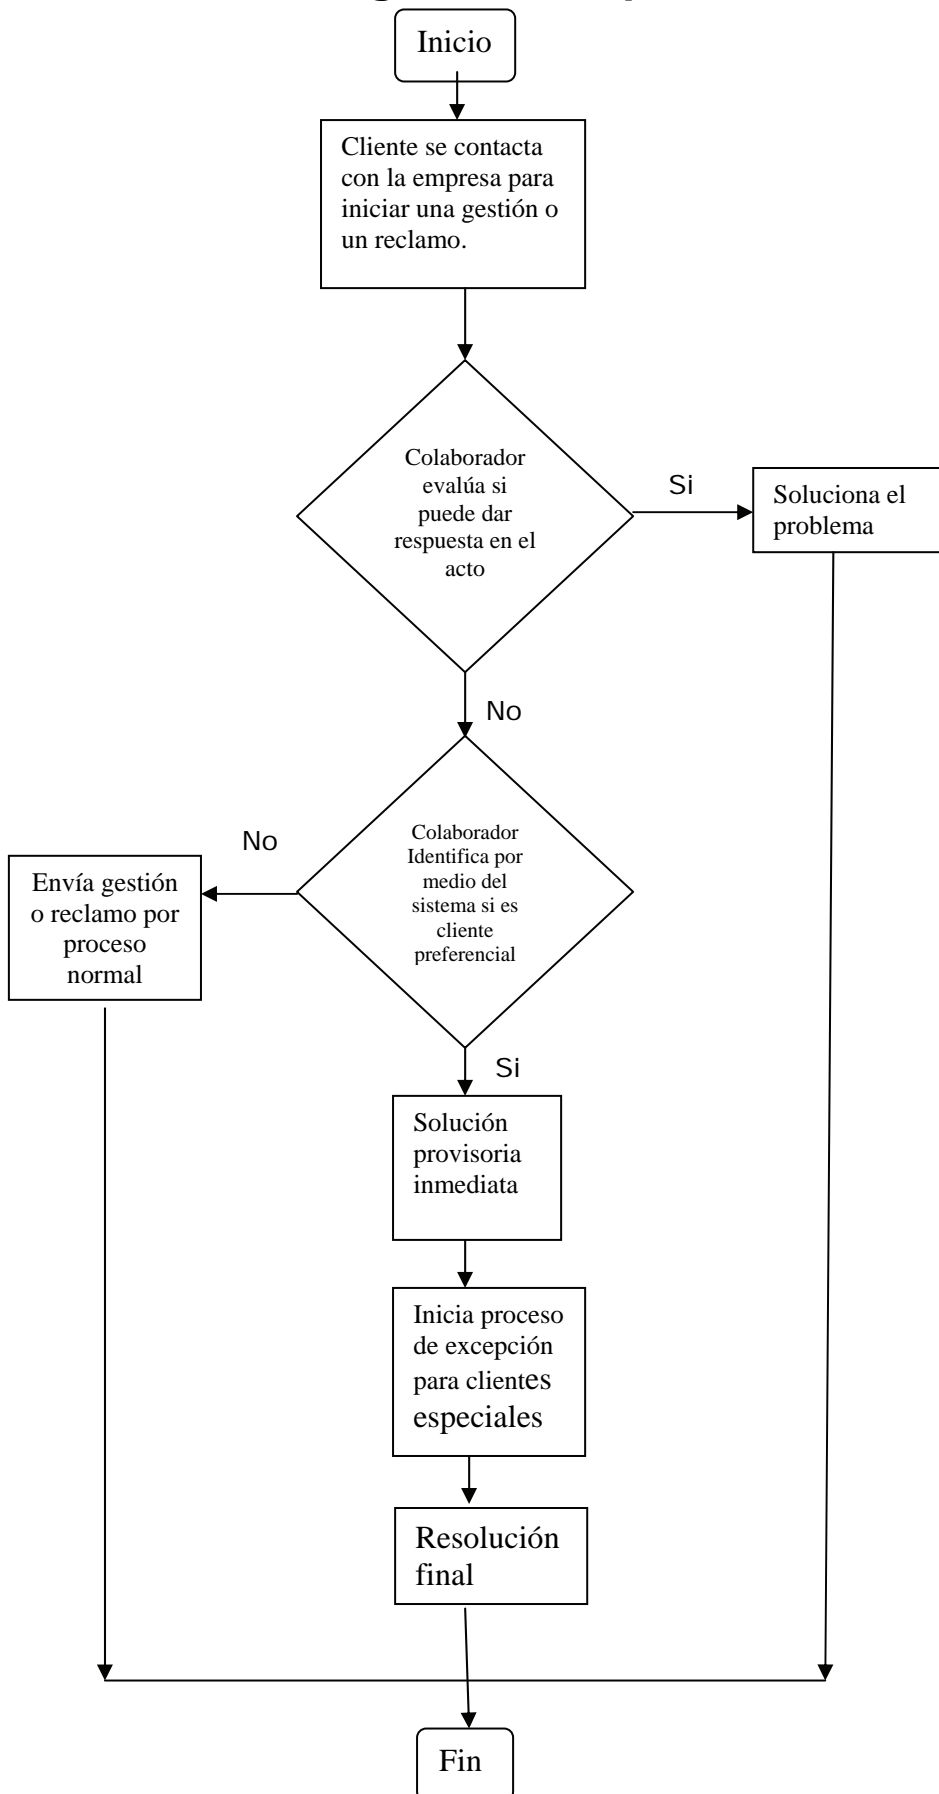 Inicio
Cliente se contacta
con la empresa para
iniciar una gestión o
un reclamo.
Colaborador
evalúa si
puede dar
respuesta en el
acto
Si
Soluciona el
problema
No
Colaborador
Identifica por
medio del
sistema si es
cliente
preferencial
No
Envía gestión
o reclamo por
proceso
normal
Si
Solución
provisoria
inmediata
Inicia proceso
de excepción
para clientes
especiales
Resolución
final
Fin